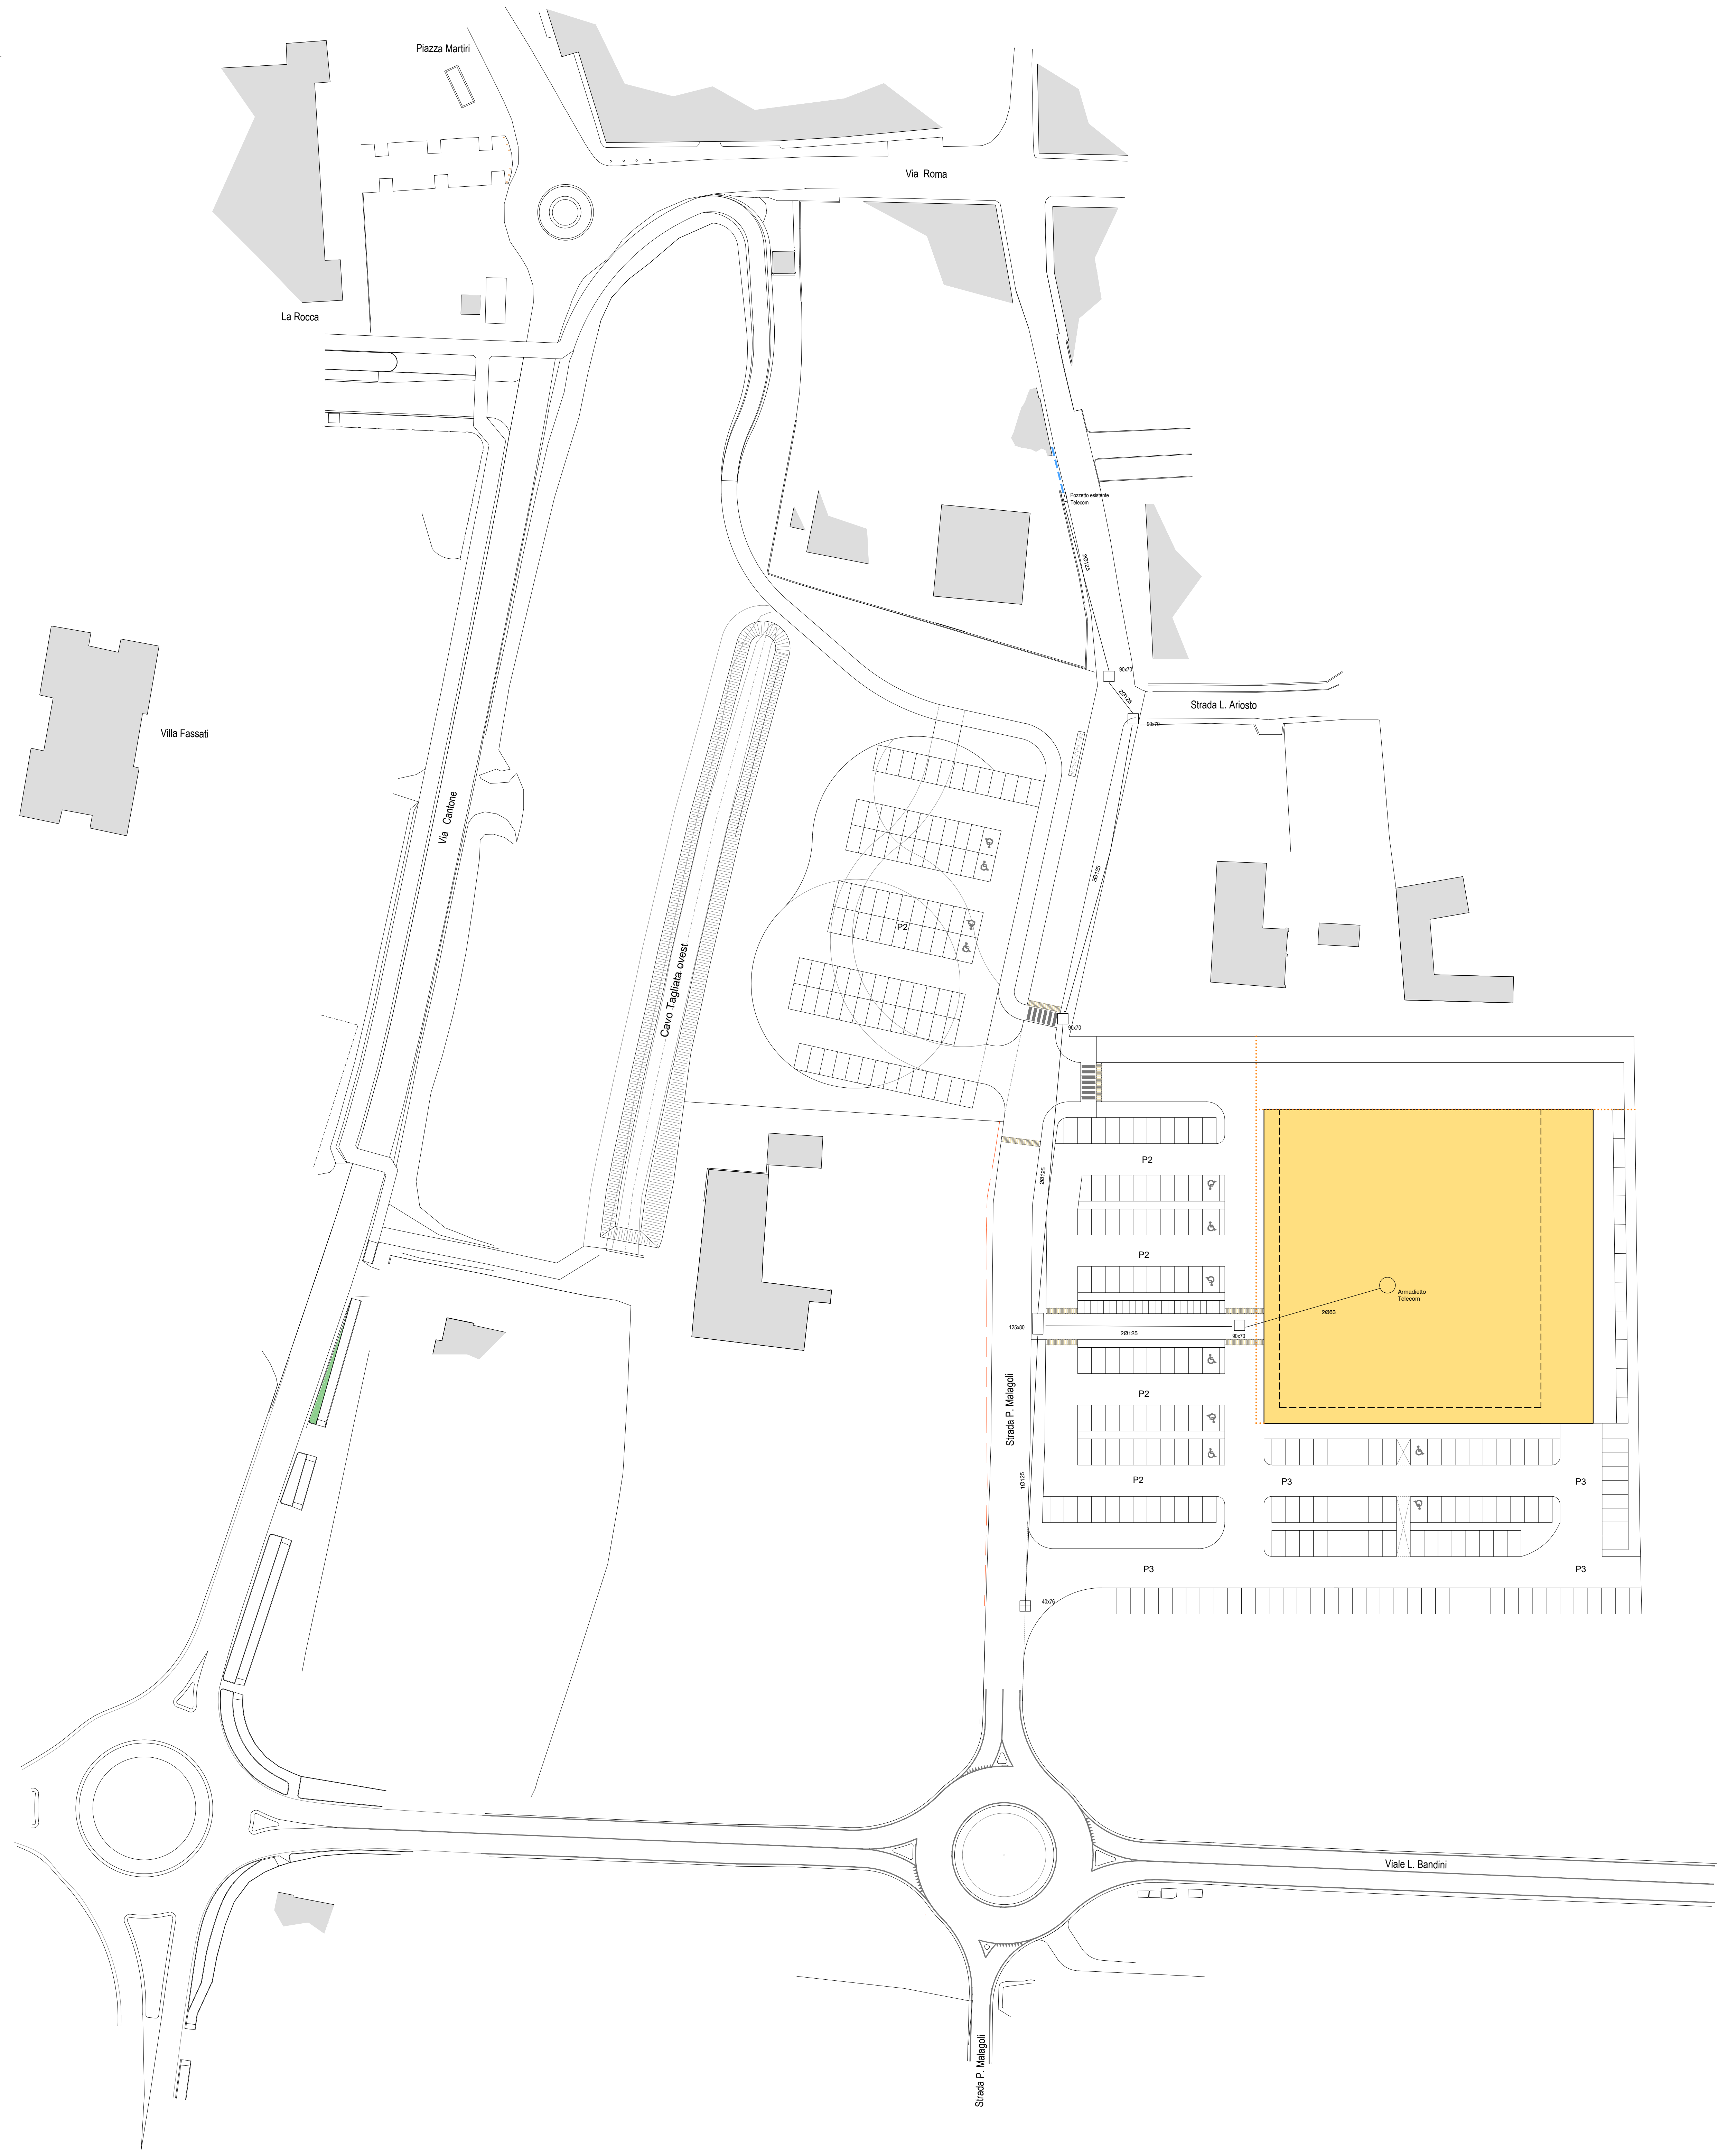 Piazza Martiri
Via Roma
La Rocca
Pozzetto esistente
Telecom
2Ø125
90x70
2Ø125
Strada L. Ariosto
90x70
Villa Fassati
Via Cantone
2Ø125
P2
Cavo Tagliata ovest
90x70
P2
2Ø125
P2
Armadietto
Telecom
2Ø63
125x80
2Ø125
90x70
P2
Strada P. Malagoli
1Ø125
P2
P3
P3
P3
P3
40x76
Viale L. Bandini
Strada P. Malagoli